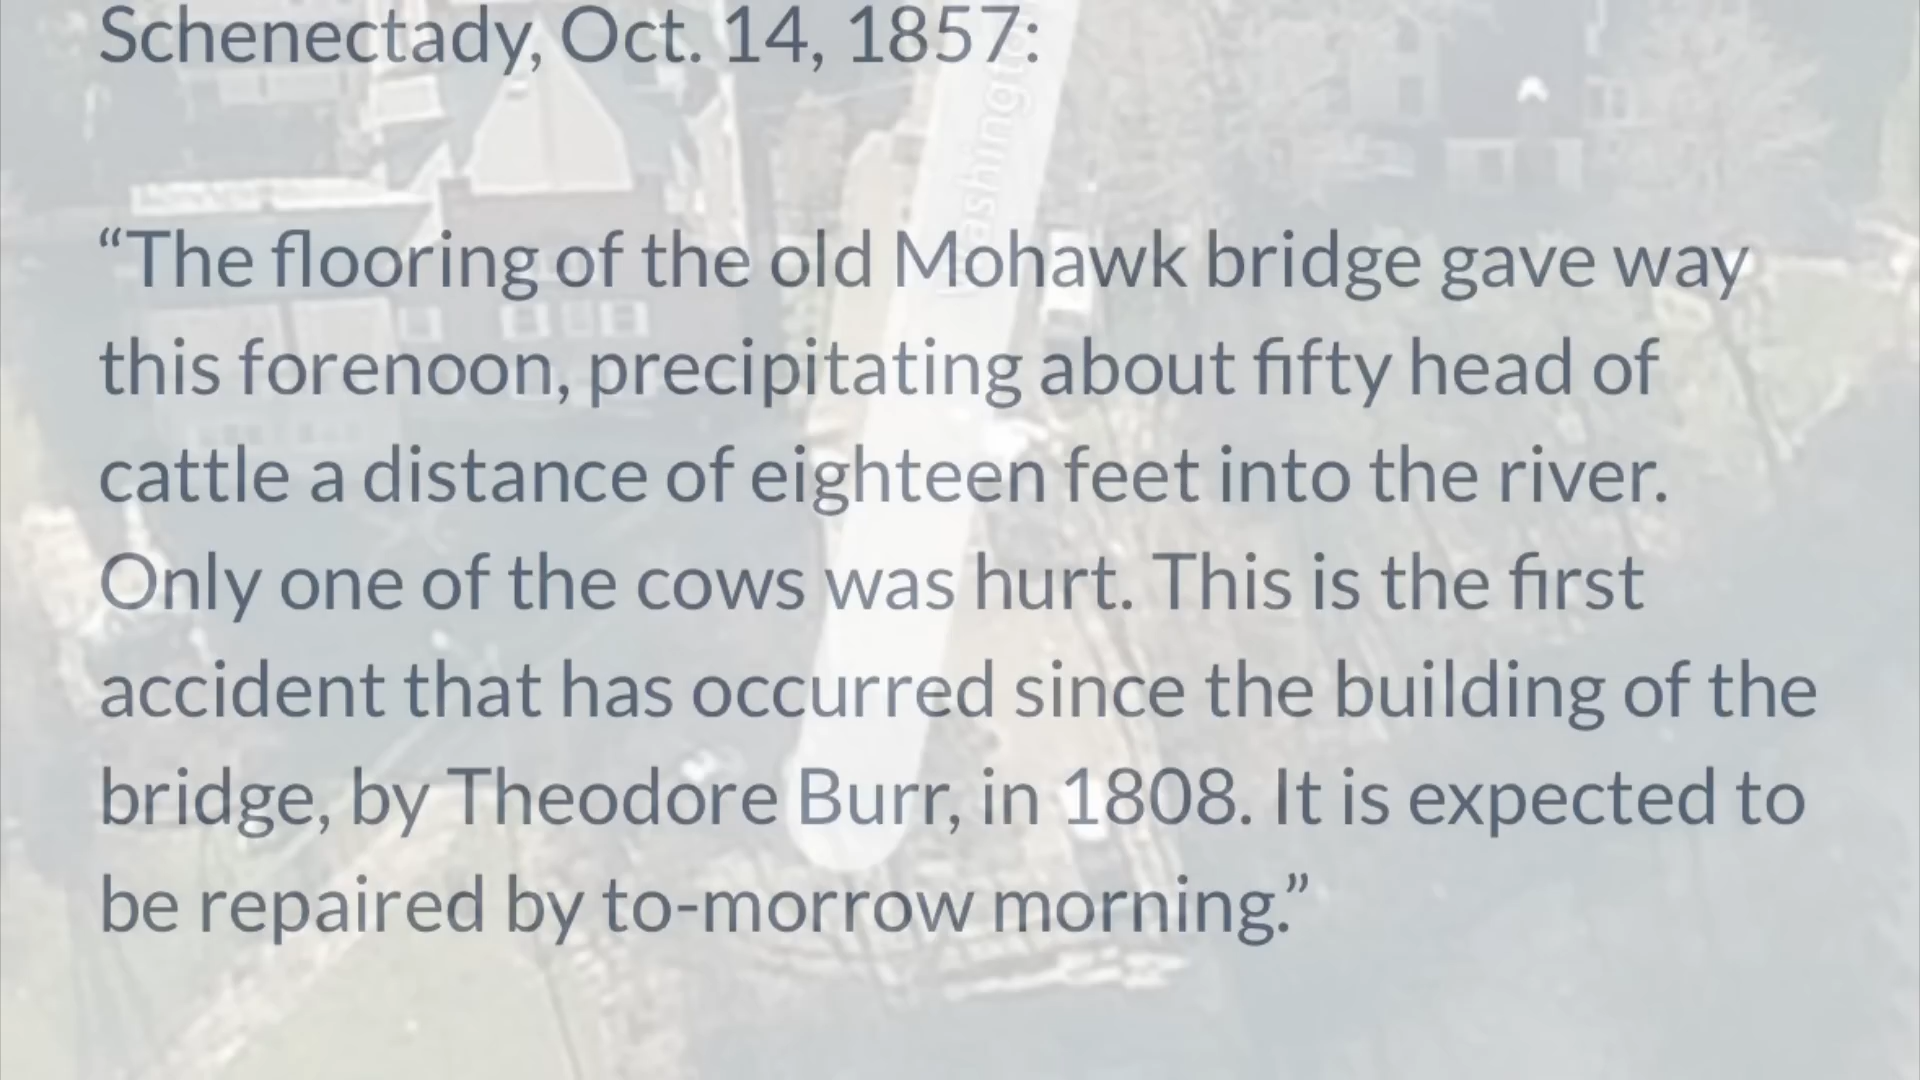 Schenectady, Oct. 14, 1857:
“The flooring of the old Mohawk bridge gave way
this forenoon, precipitating about fifty head of
cattle a distance of eighteen feet into the river.
Only one of the cows was hurt. This is the first
accident that has occurred since the building of the
bridge, by Theodore Burr, in 1808. It is expected to
be repaired by to-morrow morning.”